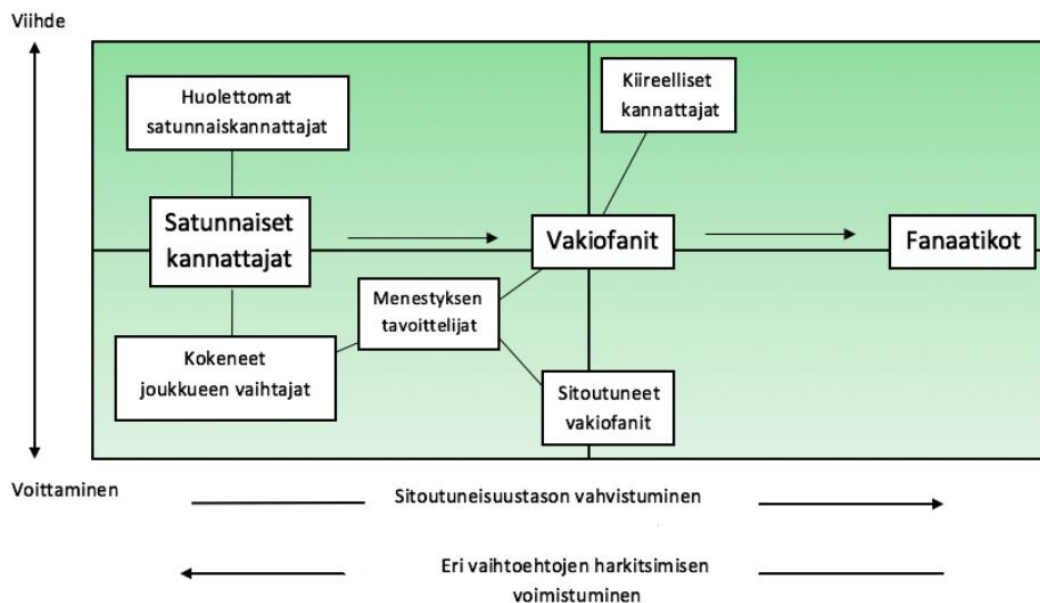 Viihde
Huolettomat
satunnaiskannattajat
Kiireelliset
kannattajat
Satunnaiset
kannattajat
Vakiofanit
Fanaatikot
Menestyksen
tavoittelijat
Kokeneet
joukkueen vaihtajat
Sitoutuneet
vakiofanit
Voittaminen
Sitoutuneisuustason vahvistuminen
Eri vaihtoehtojen harkitsimisen
voimistuminen